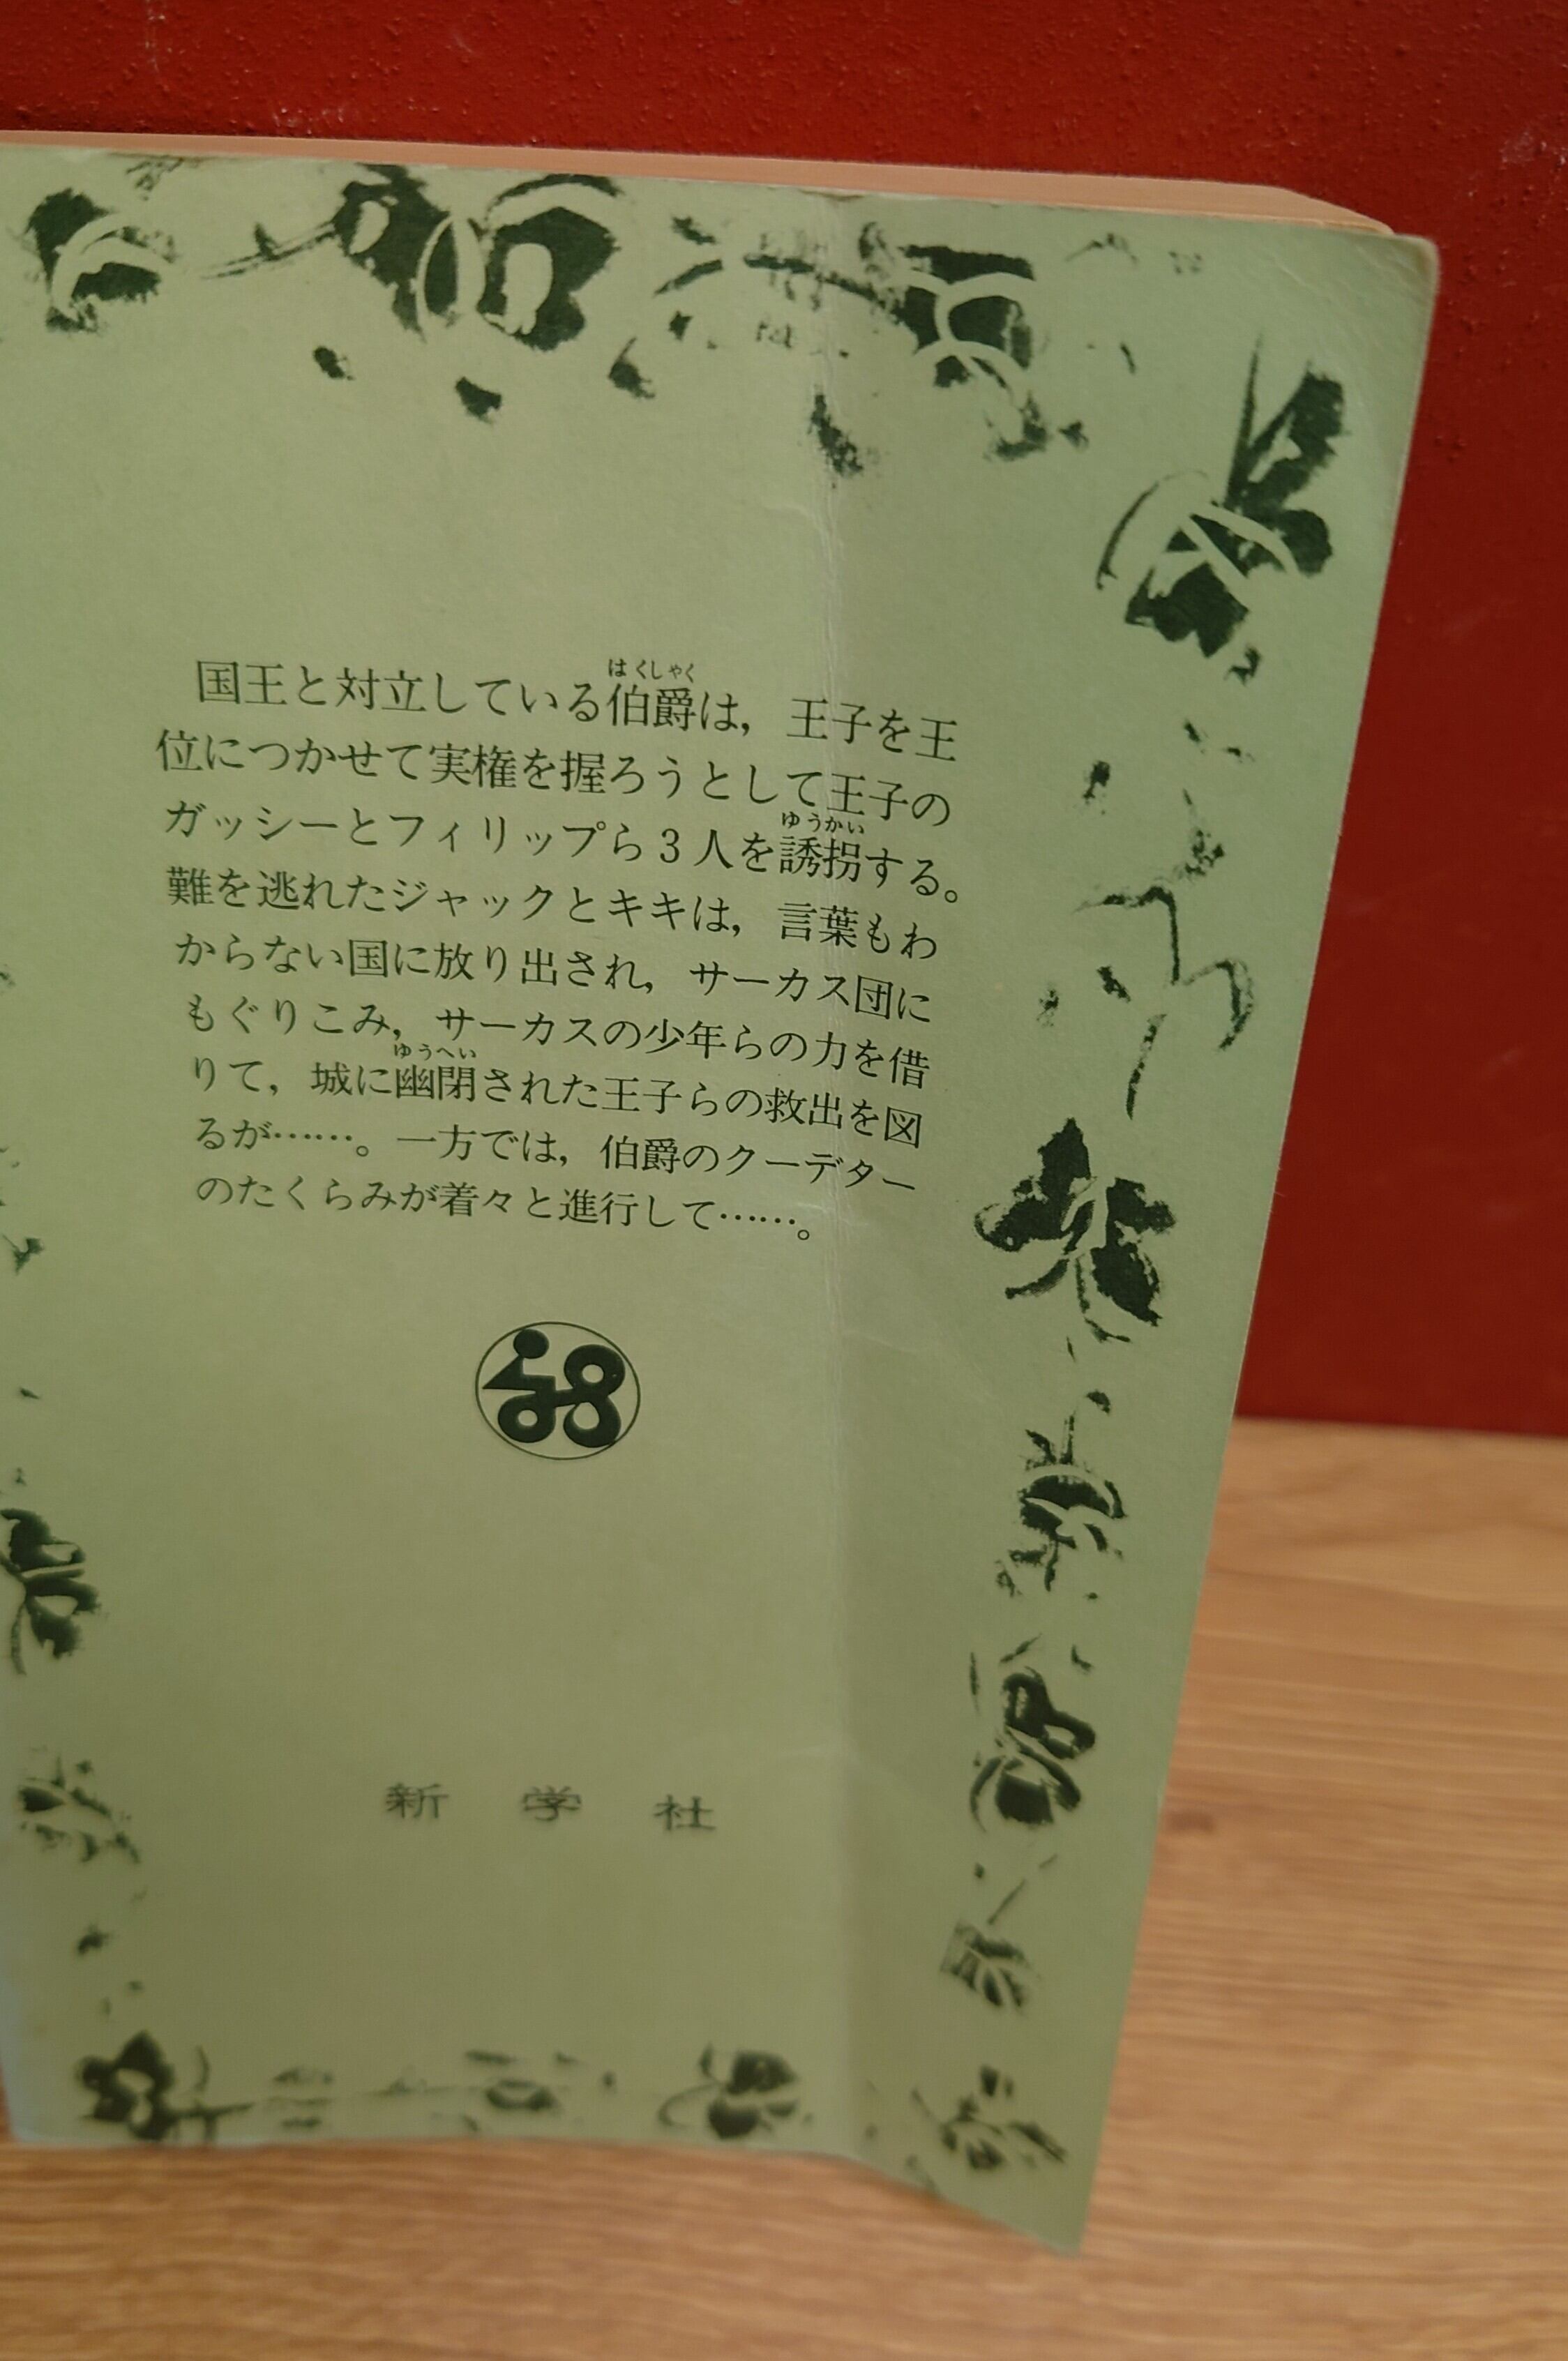 国王と対立している伯爵は，王子を王
位につかせて実権を握ろうとして王子の
ガッシーとフィリップら3人を誘拐する。
難を逃れたジャックとキキは，言葉もわ
からない国に放り出され，サーカス団に
もぐりこみ，サーカスの少年らの力を借
りて，城に幽閉された王子らの救出を図
るが……。一方では，伯爵のクーデター
のたくらみが着々と進行して……。
新学社